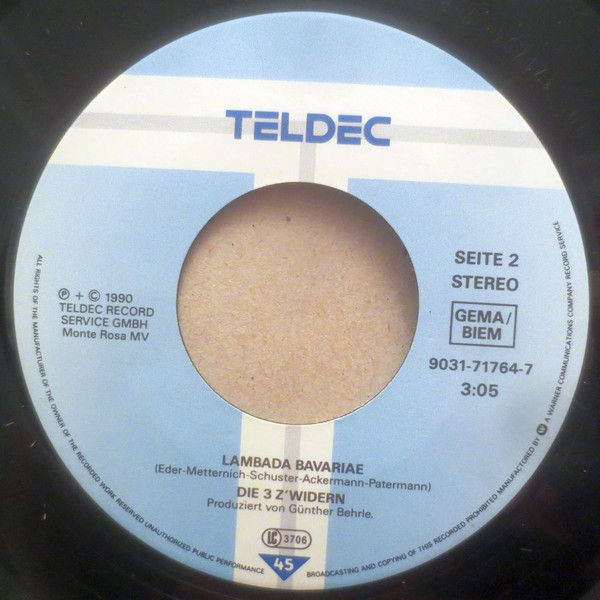 TELDEC
SEITE 2
STEREO
GEMA/
BIEM
9031-71764-7
3:05
℗ + © 1990
TELDEC RECORD
SERVICE GMBH
Monte Rosa MV
LAMBADA BAVARIAE
(Eder-Metternich-Schuster-Ackermann-Patermann)
DIE 3 Z'WIDERN
Produziert von Günther Behrle.
LC 3706
45
ALL RIGHTS OF THE MANUFACTURER OF THE OWNER OF THE RECORDED WORK RESERVED UNAUTHORIZED PUBLIC PERFORMANCE BROADCASTING AND COPYING OF THIS RECORD PROHIBITED MANUFACTURED BY W A WARNER COMMUNICATIONS COMPANY RECORD SERVICE